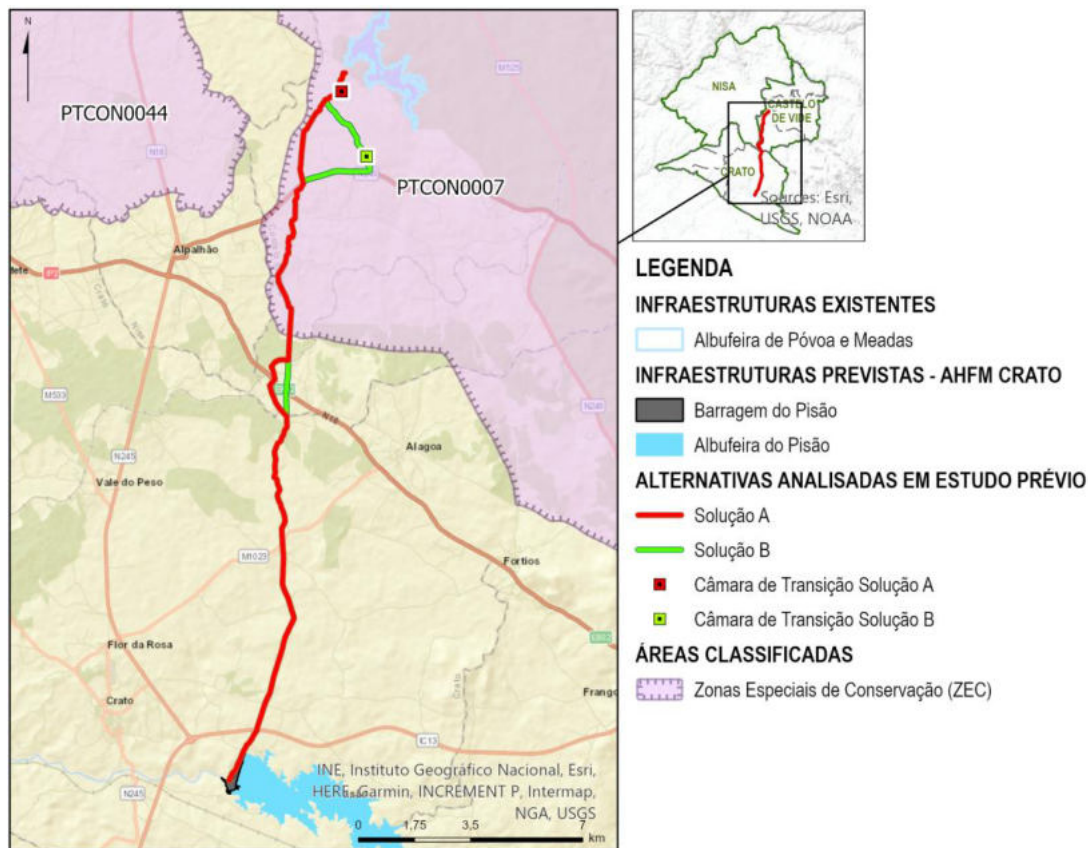 N
PTCON0044
M525
N18
PTCON0007
Alpalhão
IP2
Crato
Nisa
M533
N18
Alagoa
N245
N246
Vale do Peso
M1023
Fortios
Flor da Rosa
Crato
Crato
Frango
IC13
N245
INE, Instituto Geográfico Nacional, Esri,
HERE, Garmin, INCREMENT P, Intermap,
NGA, USGS
0 1,75 3,5 7
km
NISA
CASTELO
DE VIDE
CRATO
Sources: Esri,
USGS, NOAA
LEGENDA
INFRAESTRUTURAS EXISTENTES
Albufeira de Póvoa e Meadas
INFRAESTRUTURAS PREVISTAS - AHFM CRATO
Barragem do Pisão
Albufeira do Pisão
ALTERNATIVAS ANALISADAS EM ESTUDO PRÉVIO
Solução A
Solução B
Câmara de Transição Solução A
Câmara de Transição Solução B
ÁREAS CLASSIFICADAS
Zonas Especiais de Conservação (ZEC)